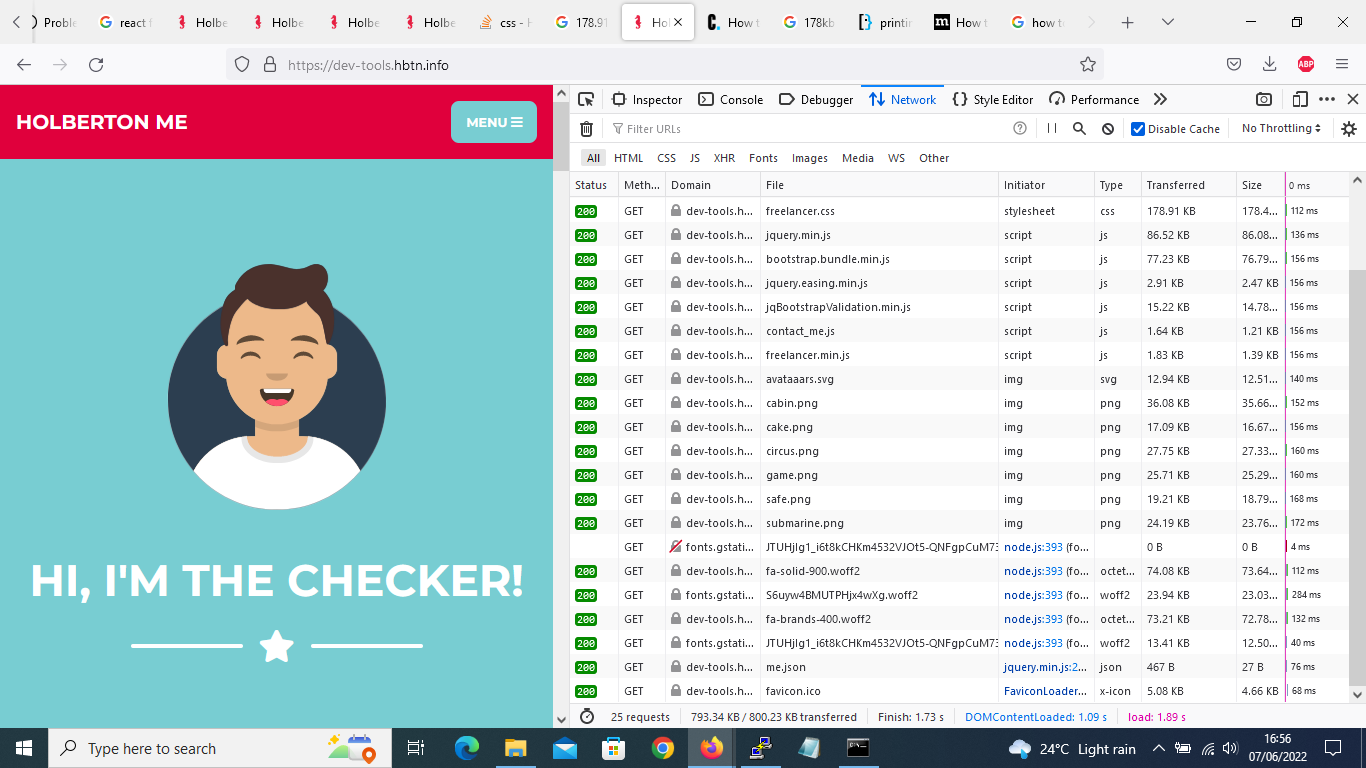 Proble react f Holbe Holbe Holbe Holbe css - H 178.91 Hol How t 178kb printin How t how to
https://dev-tools.hbtn.info ABP
HOLBERTON ME MENU
HI, I'M THE CHECKER!
Inspector Console Debugger Network Style Editor Performance
Filter URLs Disable Cache No Throttling
All HTML CSS JS XHR Fonts Images Media WS Other
Status Meth... Domain File Initiator Type Transferred Size 0 ms
200 GET dev-tools.h... freelancer.css stylesheet css 178.91 KB 178.4... 112 ms
200 GET dev-tools.h... jquery.min.js script js 86.52 KB 86.08... 136 ms
200 GET dev-tools.h... bootstrap.bundle.min.js script js 77.23 KB 76.79... 156 ms
200 GET dev-tools.h... jquery.easing.min.js script js 2.91 KB 2.47 KB 156 ms
200 GET dev-tools.h... jqBootstrapValidation.min.js script js 15.22 KB 14.78... 156 ms
200 GET dev-tools.h... contact_me.js script js 1.64 KB 1.21 KB 156 ms
200 GET dev-tools.h... freelancer.min.js script js 1.83 KB 1.39 KB 156 ms
200 GET dev-tools.h... avataaars.svg img svg 12.94 KB 12.51... 140 ms
200 GET dev-tools.h... cabin.png img png 36.08 KB 35.66... 152 ms
200 GET dev-tools.h... cake.png img png 17.09 KB 16.67... 156 ms
200 GET dev-tools.h... circus.png img png 27.75 KB 27.33... 160 ms
200 GET dev-tools.h... game.png img png 25.71 KB 25.29... 160 ms
200 GET dev-tools.h... safe.png img png 19.21 KB 18.79... 168 ms
200 GET dev-tools.h... submarine.png img png 24.19 KB 23.76... 172 ms
GET fonts.gstati... JTUHjIg1_i6t8kCHKm4532VJOt5-QNFgpCuM73 node.js:393 (fo... 0 B 0 B 4 ms
200 GET dev-tools.h... fa-solid-900.woff2 node.js:393 (fo... octet... 74.08 KB 73.64... 112 ms
200 GET fonts.gstati... S6uyw4BMUTPHjx4wXg.woff2 node.js:393 (fo... woff2 23.94 KB 23.03... 284 ms
200 GET dev-tools.h... fa-brands-400.woff2 node.js:393 (fo... octet... 73.21 KB 72.78... 132 ms
200 GET fonts.gstati... JTUHjIg1_i6t8kCHKm4532VJOt5-QNFgpCuM73 node.js:393 (fo... woff2 13.41 KB 12.50... 40 ms
200 GET dev-tools.h... me.json jquery.min.js:2... json 467 B 27 B 76 ms
200 GET dev-tools.h... favicon.ico FaviconLoader... x-icon 5.08 KB 4.66 KB 68 ms
25 requests 793.34 KB / 800.23 KB transferred Finish: 1.73 s DOMContentLoaded: 1.09 s load: 1.89 s
Type here to search 24°C Light rain 16:56
07/06/2022